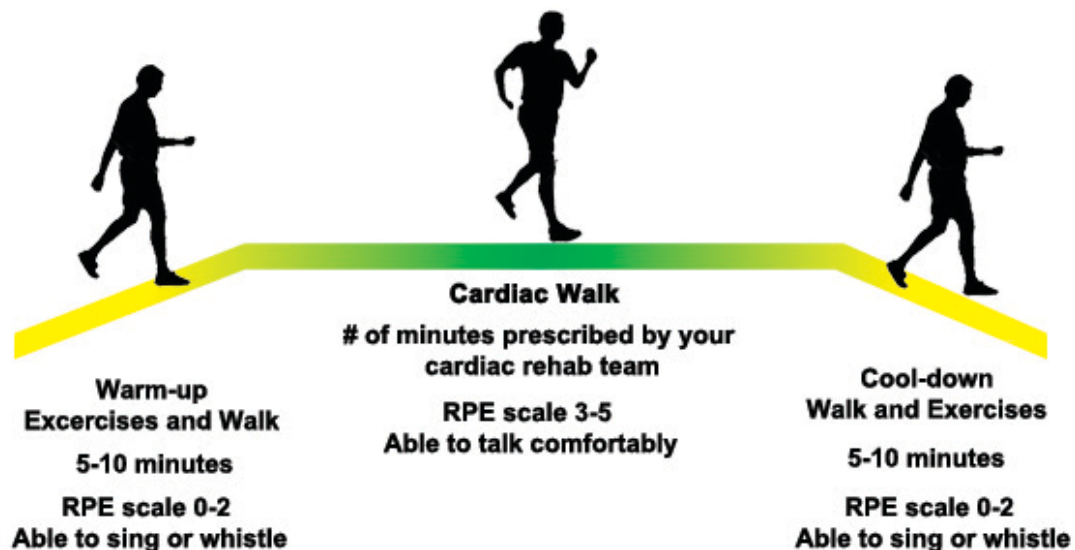 Cardiac Walk
# of minutes prescribed by your
cardiac rehab team
RPE scale 3-5
Able to talk comfortably
Warm-up
Excercises and Walk
5-10 minutes
RPE scale 0-2
Able to sing or whistle
Cool-down
Walk and Exercises
5-10 minutes
RPE scale 0-2
Able to sing or whistle